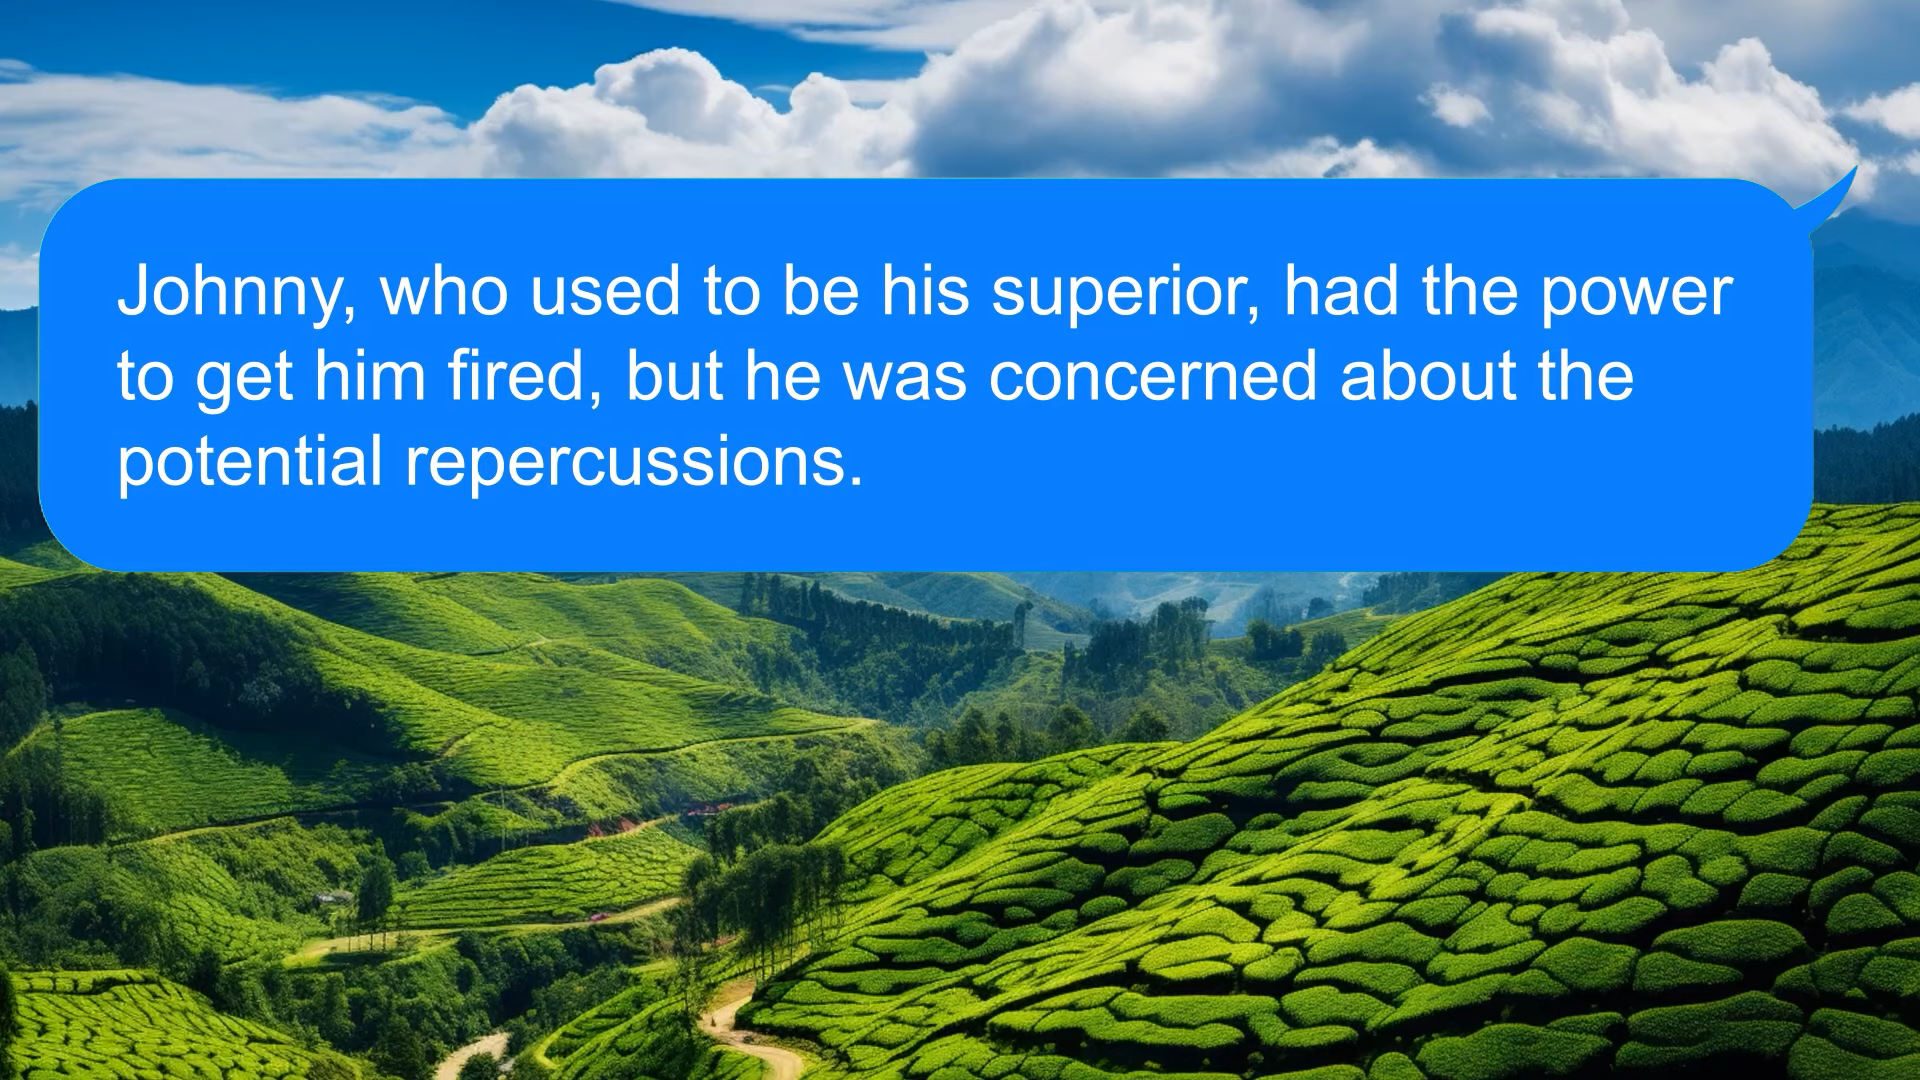 Johnny, who used to be his superior, had the power
to get him fired, but he was concerned about the
potential repercussions.